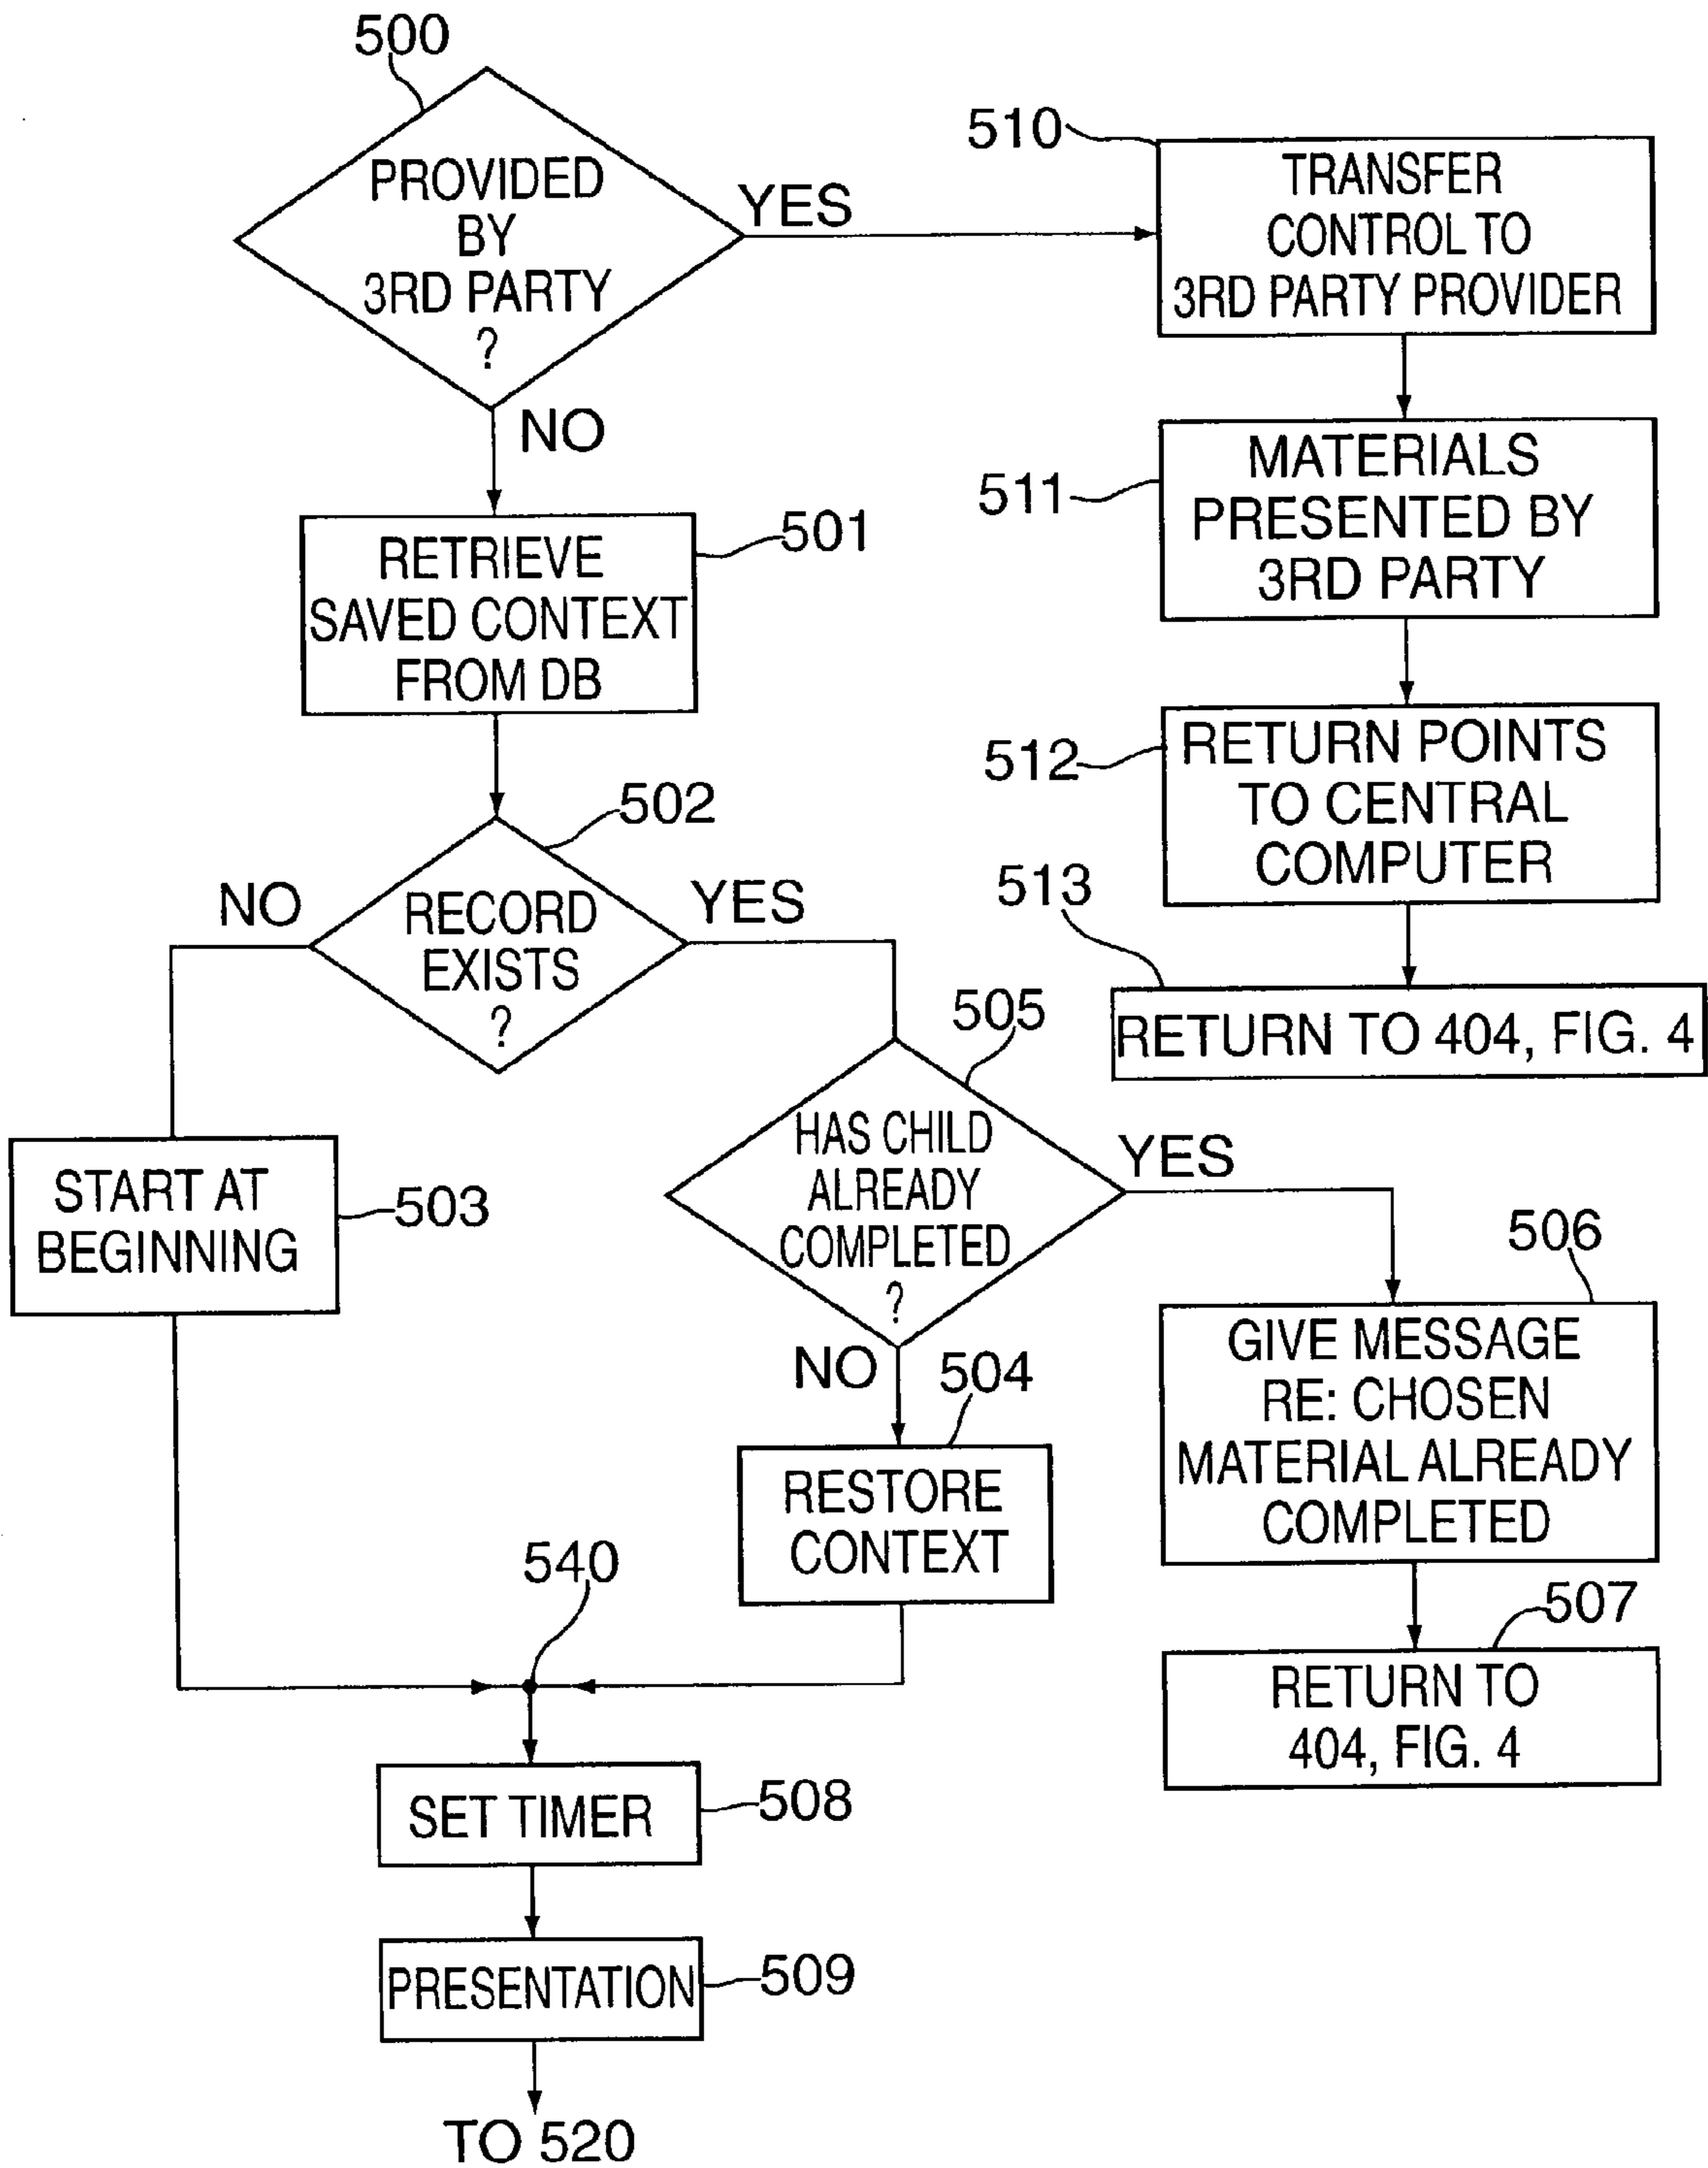 500
PROVIDED
BY
3RD PARTY
?
YES
NO
510
TRANSFER
CONTROL TO
3RD PARTY PROVIDER
511
MATERIALS
PRESENTED BY
3RD PARTY
512
RETURN POINTS
TO CENTRAL
COMPUTER
513
RETURN TO 404, FIG. 4
501
RETRIEVE
SAVED CONTEXT
FROM DB
502
RECORD
EXISTS
?
NO
YES
503
START AT
BEGINNING
505
HAS CHILD
ALREADY
COMPLETED
?
YES
NO
504
RESTORE
CONTEXT
506
GIVE MESSAGE
RE: CHOSEN
MATERIAL ALREADY
COMPLETED
507
RETURN TO
404, FIG. 4
540
SET TIMER
508
PRESENTATION
509
TO 520